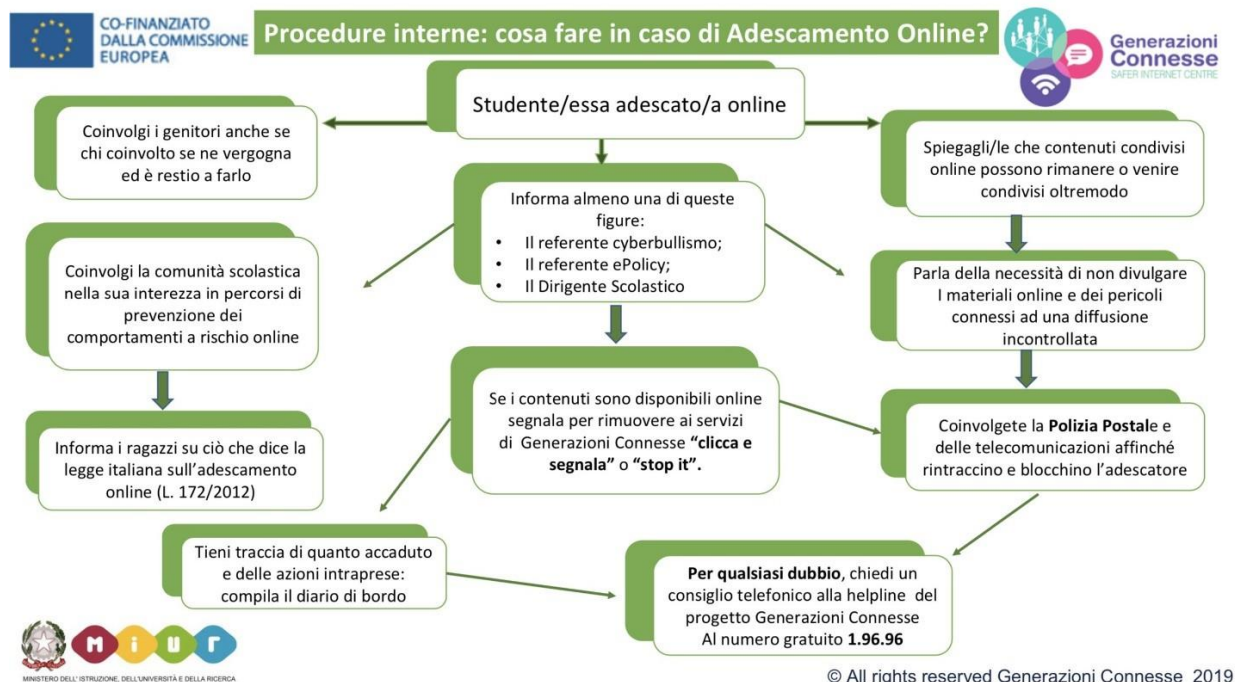 CO-FINANZIATO
DALLA COMMISSIONE
EUROPEA
Procedure interne: cosa fare in caso di Adescamento Online?
Generazioni
Connesse
SAFER INTERNET CENTRE
Studente/essa adescato/a online
Coinvolgi i genitori anche se
chi coinvolto se ne vergogna
ed è restio a farlo
Spiegagli/le che contenuti condivisi
online possono rimanere o venire
condivisi oltremodo
Informa almeno una di queste
figure:
• Il referente cyberbullismo;
• Il referente ePolicy;
• Il Dirigente Scolastico
Coinvolgi la comunità scolastica
nella sua interezza in percorsi di
prevenzione dei
comportamenti a rischio online
Parla della necessità di non divulgare
I materiali online e dei pericoli
connessi ad una diffusione
incontrollata
Se i contenuti sono disponibili online
segnala per rimuovere ai servizi
di Generazioni Connesse “clicca e
segnala” o “stop it”.
Coinvolgete la Polizia Postale e
delle telecomunicazioni affinché
rintraccino e blocchino l’adescatore
Informa i ragazzi su ciò che dice la
legge italiana sull’adescamento
online (L. 172/2012)
Tieni traccia di quanto accaduto
e delle azioni intraprese:
compila il diario di bordo
Per qualsiasi dubbio, chiedi un
consiglio telefonico alla helpline del
progetto Generazioni Connesse
Al numero gratuito 1.96.96
M i u r
MINISTERO DELL' ISTRUZIONE, DELL'UNIVERSITÀ E DELLA RICERCA
© All rights reserved Generazioni Connesse 2019